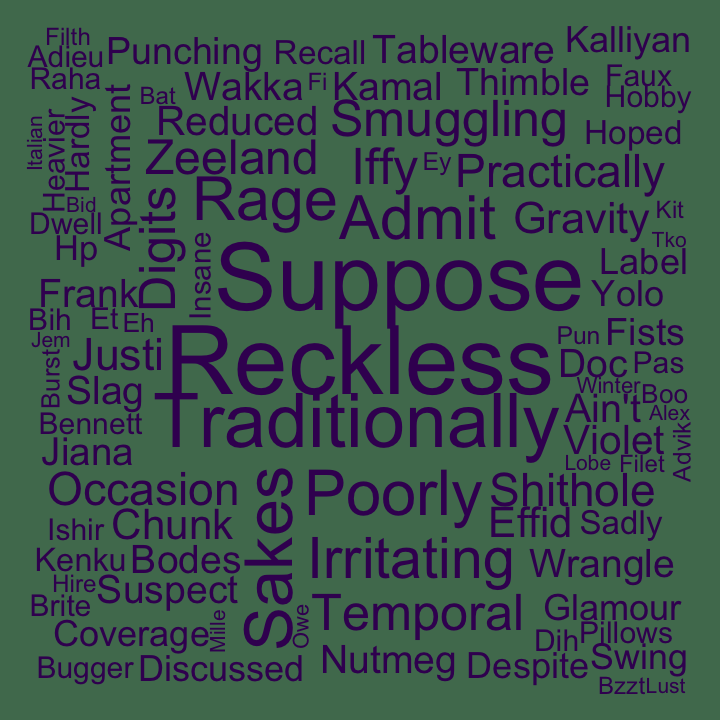 Filth
Adieu Punching Recall Tableware Kalliyan
Raha Bat Wakka Fi Kamal Thimble Faux
Hobby
Italian Heavier Hardly Apartment Reduced Smuggling Hoped
Zeeland Iffy Ey Practically
Bid Digits Rage Admit Gravity Kit
Dwell
Hp Insane Suppose Tko
Label
Frank Yolo
Bih Et Eh Fists
Jem Justi Reckless Pun
Burst Slag Doc Pas
Winter Boo
Bennett Traditionally Ain't Alex
Jiana Violet Advik
Lobe Filet
Occasion Sakes Poorly Shithole
Ishir Chunk Effid Sadly
Kenku Bodes Irritating Wrangle
Hire Suspect
Brite Mille Owe Temporal Glamour
Coverage Dih Pillows
Bugger Discussed Nutmeg Despite Swing
Bzzt Lust